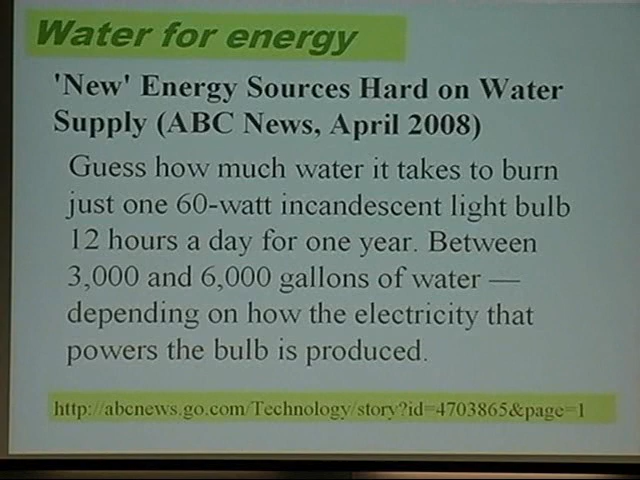 Water for energy
'New' Energy Sources Hard on Water
Supply (ABC News, April 2008)
Guess how much water it takes to burn
just one 60-watt incandescent light bulb
12 hours a day for one year. Between
3,000 and 6,000 gallons of water —
depending on how the electricity that
powers the bulb is produced.
http://abcnews.go.com/Technology/story?id=4703865&page=1